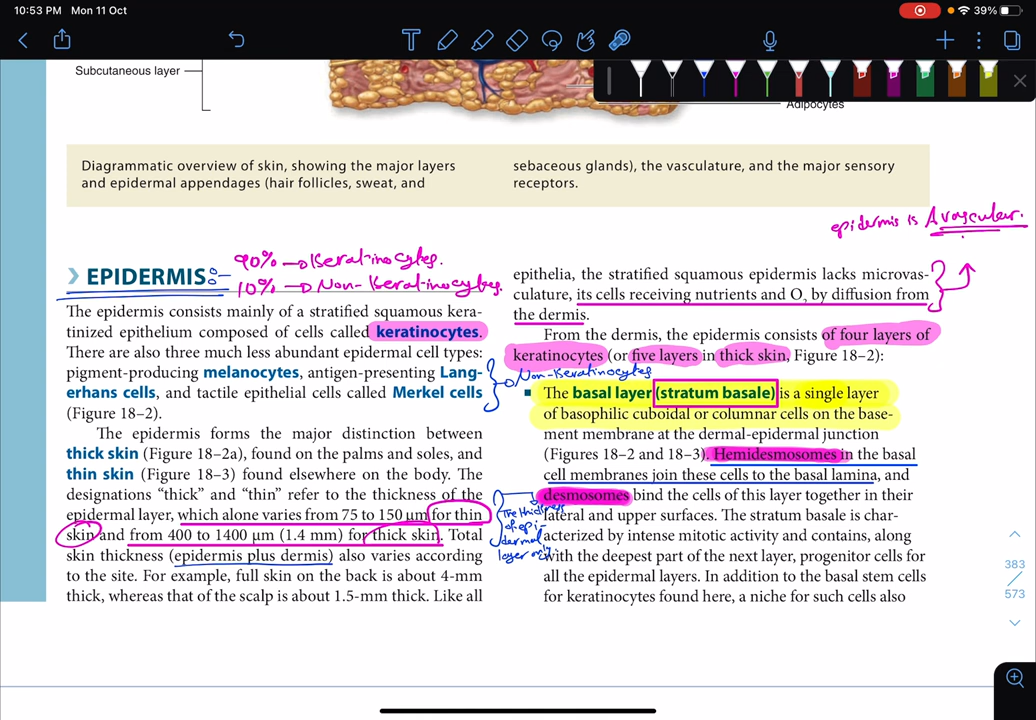 10:53 PM Mon 11 Oct
39%
Subcutaneous layer
Adipocytes
Diagrammatic overview of skin, showing the major layers
and epidermal appendages (hair follicles, sweat, and
sebaceous glands), the vasculature, and the major sensory
receptors.
epidermis is Avascular.
EPIDERMIS
90% → Keratinocytes.
10% → Non-Keratinocytes.
The epidermis consists mainly of a stratified squamous kera-
tinized epithelium composed of cells called keratinocytes.
There are also three much less abundant epidermal cell types:
pigment-producing melanocytes, antigen-presenting Lang-
erhans cells, and tactile epithelial cells called Merkel cells
(Figure 18–2).
Non-Keratinocytes
The epidermis forms the major distinction between
thick skin (Figure 18–2a), found on the palms and soles, and
thin skin (Figure 18–3) found elsewhere on the body. The
designations “thick” and “thin” refer to the thickness of the
epidermal layer, which alone varies from 75 to 150 μm for thin
skin and from 400 to 1400 μm (1.4 mm) for thick skin. Total
skin thickness (epidermis plus dermis) also varies according
to the site. For example, full skin on the back is about 4-mm
thick, whereas that of the scalp is about 1.5-mm thick. Like all
The thickness
of epi-
dermal
layer only
epithelia, the stratified squamous epidermis lacks microvas-
culature, its cells receiving nutrients and O2 by diffusion from
the dermis.
From the dermis, the epidermis consists of four layers of
keratinocytes (or five layers in thick skin, Figure 18–2):
■ The basal layer (stratum basale) is a single layer
of basophilic cuboidal or columnar cells on the base-
ment membrane at the dermal-epidermal junction
(Figures 18–2 and 18–3). Hemidesmosomes in the basal
cell membranes join these cells to the basal lamina, and
desmosomes bind the cells of this layer together in their
lateral and upper surfaces. The stratum basale is char-
acterized by intense mitotic activity and contains, along
with the deepest part of the next layer, progenitor cells for
all the epidermal layers. In addition to the basal stem cells
for keratinocytes found here, a niche for such cells also
383
573